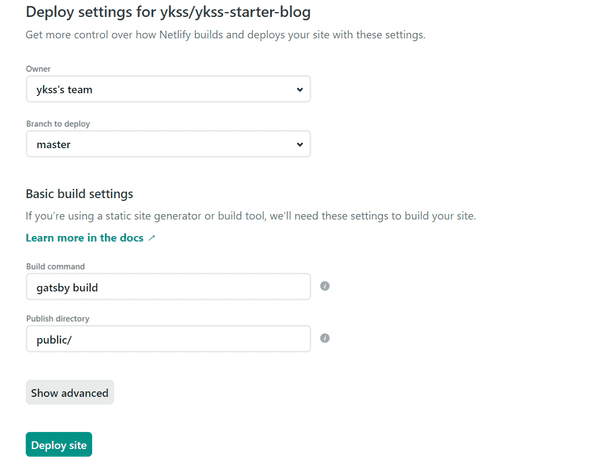 Deploy settings for ykss/ykss-starter-blog
Get more control over how Netlify builds and deploys your site with these settings.
Owner
ykss's team
Branch to deploy
master
Basic build settings
If you're using a static site generator or build tool, we'll need these settings to build your site.
Learn more in the docs ↗
Build command
gatsby build
i
Publish directory
public/
i
Show advanced
Deploy site